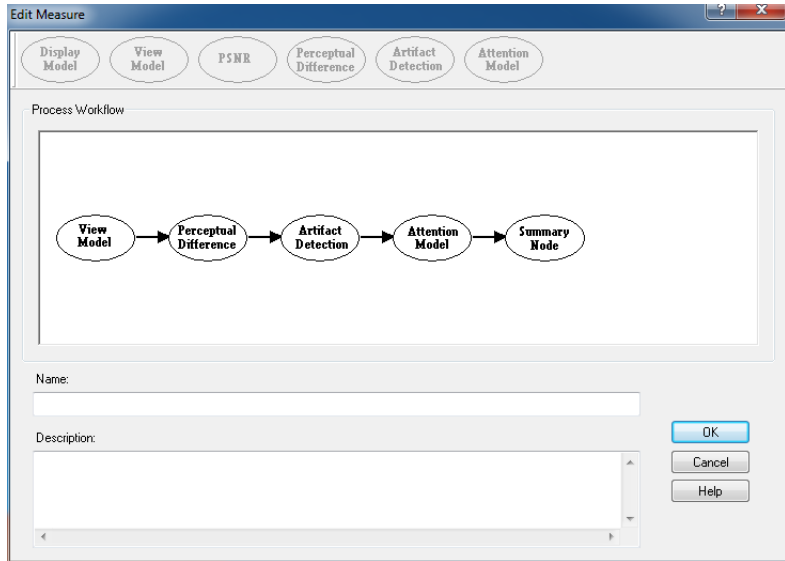 Edit Measure
?
X
Display
Model
View
Model
PSNR
Perceptual
Difference
Artifact
Detection
Attention
Model
Process Workflow
View
Model
Perceptual
Difference
Artifact
Detection
Attention
Model
Summary
Node
Name:
Description:
OK
Cancel
Help